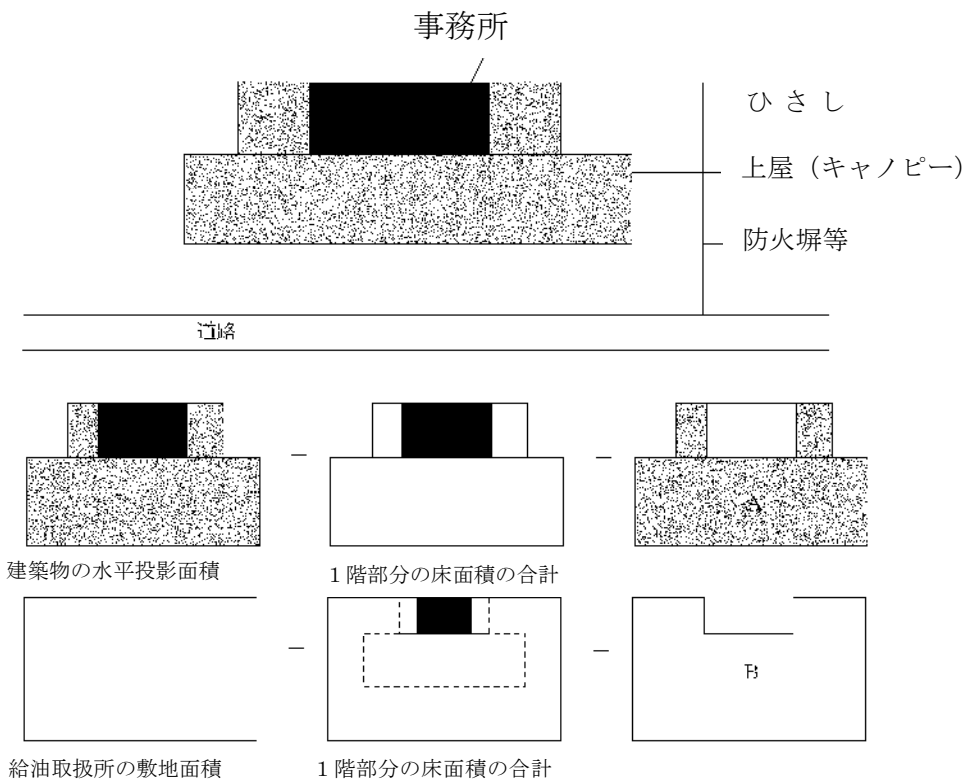 事務所
ひさし
上屋（キャノピー）
防火塀等
道路
A
建築物の水平投影面積
1階部分の床面積の合計
B
給油取扱所の敷地面積
1階部分の床面積の合計